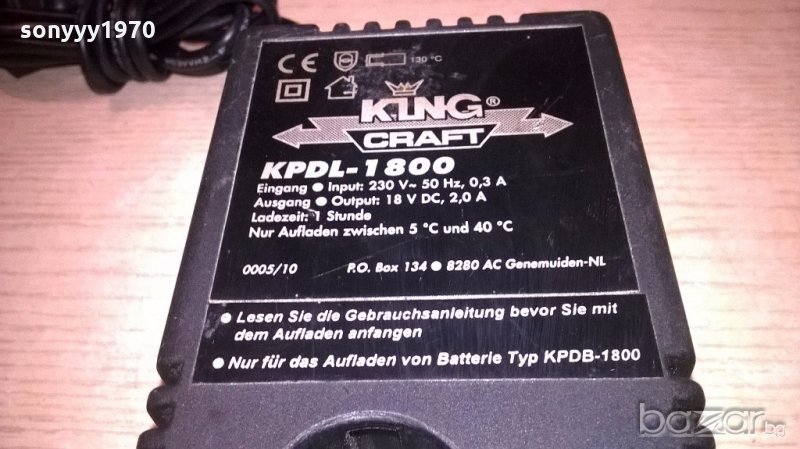 sonyyy1970
CE 130 °C
KING®
CRAFT
KPDL-1800
Eingang ● Input: 230 V~ 50 Hz, 0,3 A
Ausgang ● Output: 18 V DC, 2,0 A
Ladezeit: 1 Stunde
Nur Aufladen zwischen 5 °C und 40 °C
0005/10 P.O. Box 134 ● 8280 AC Genemuiden-NL
● Lesen Sie die Gebrauchsanleitung bevor Sie mit
dem Aufladen anfangen
● Nur für das Aufladen von Batterie Typ KPDB-1800
bazar.bg